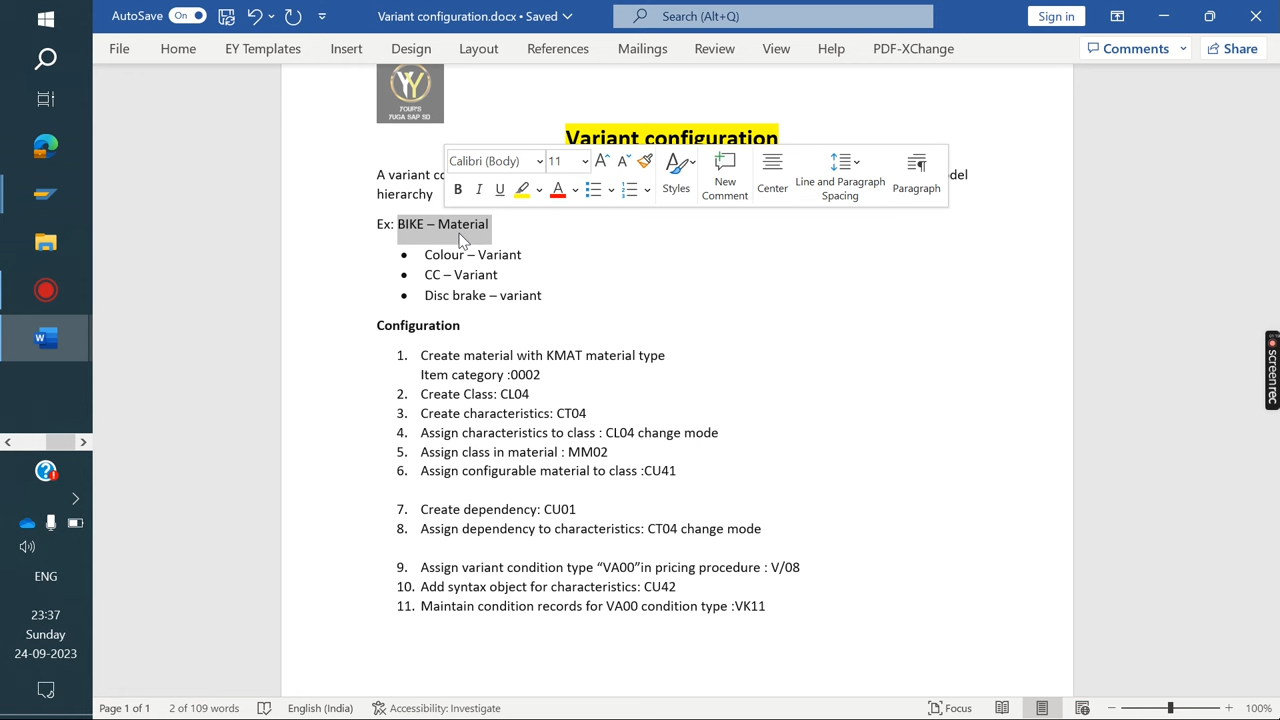 AutoSave On Variant configuration.docx • Saved Search (Alt+Q) Sign in
File Home EY Templates Insert Design Layout References Mailings Review View Help PDF-XChange Comments Share
YY
YOUR'S
YUGA SAP SD
Variant configuration
Calibri (Body) 11
B I U A Styles New Comment Center Line and Paragraph Spacing Paragraph
A variant co del
hierarchy
Ex: BIKE – Material
• Colour – Variant
• CC – Variant
• Disc brake – variant
Configuration
1. Create material with KMAT material type
Item category :0002
2. Create Class: CL04
3. Create characteristics: CT04
4. Assign characteristics to class : CL04 change mode
5. Assign class in material : MM02
6. Assign configurable material to class :CU41
7. Create dependency: CU01
8. Assign dependency to characteristics: CT04 change mode
9. Assign variant condition type “VA00”in pricing procedure : V/08
10. Add syntax object for characteristics: CU42
11. Maintain condition records for VA00 condition type :VK11
screenrec
ENG
23:37
Sunday
24-09-2023
Page 1 of 1 2 of 109 words English (India) Accessibility: Investigate Focus 100%